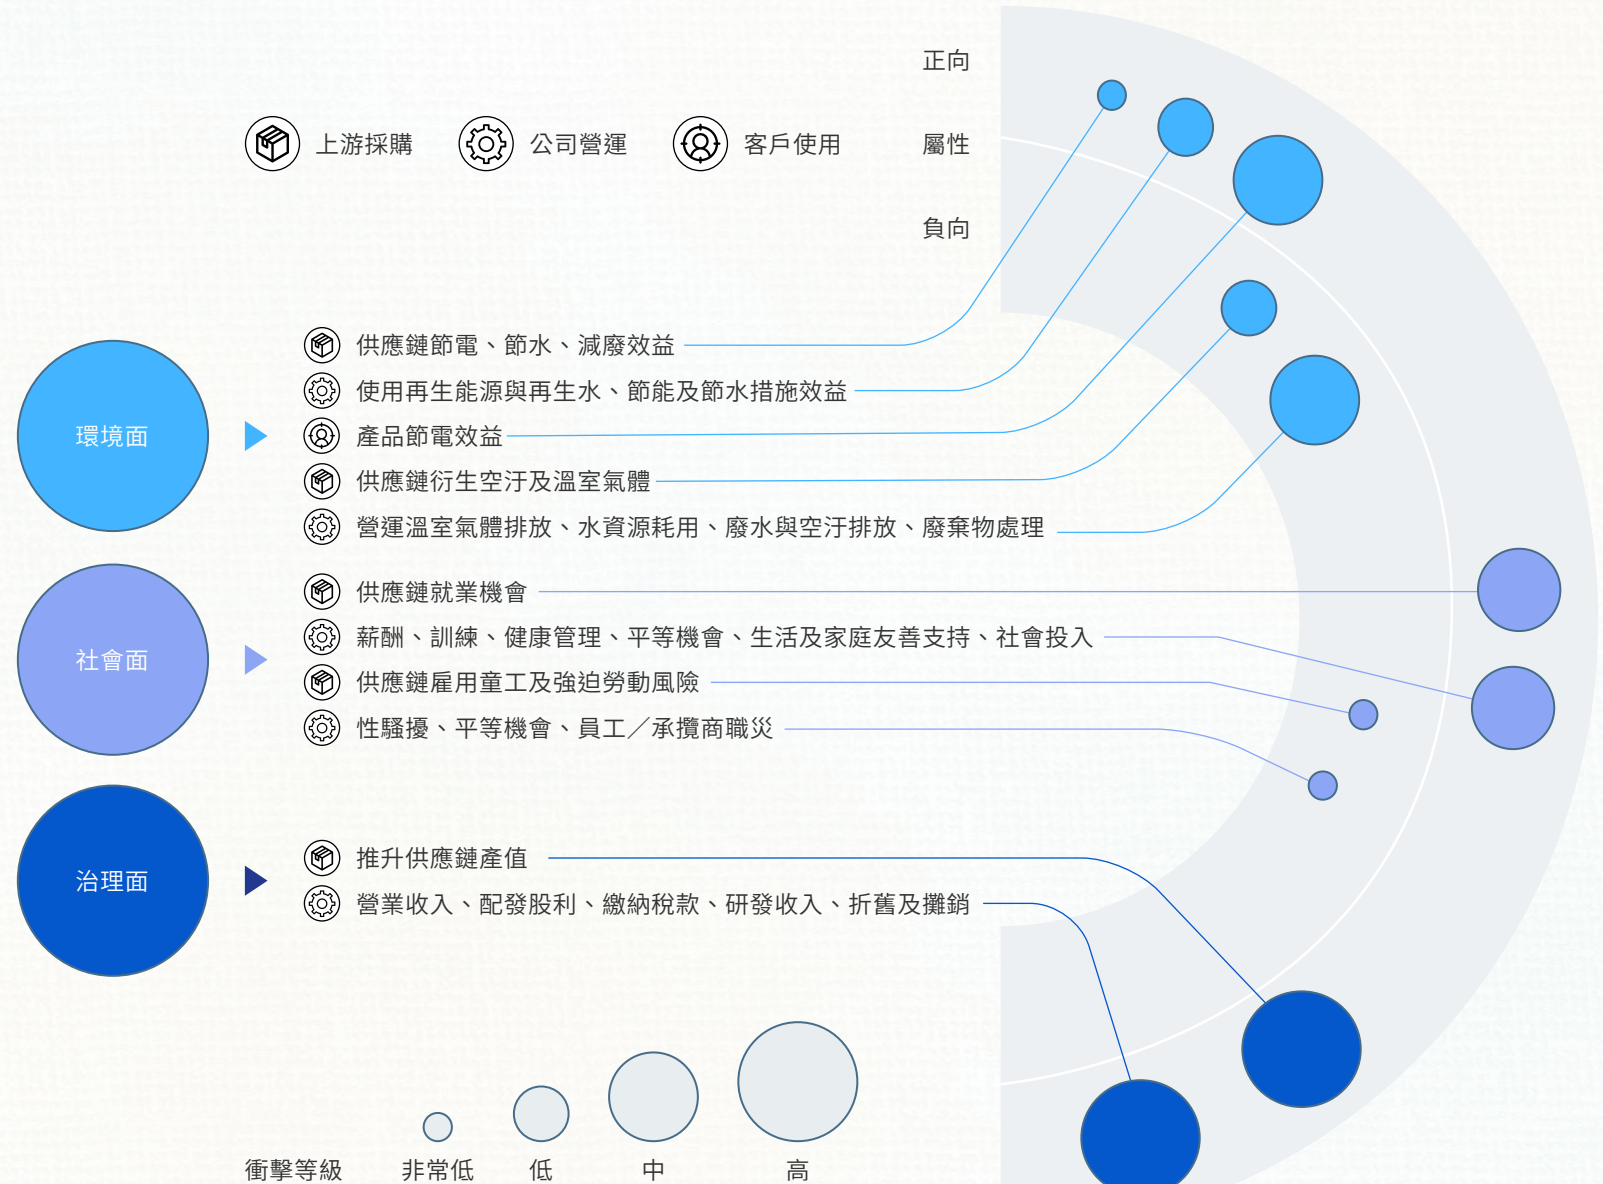 正向
上游採購 公司營運 客戶使用 屬性
負向
供應鏈節電、節水、減廢效益
使用再生能源與再生水、節能及節水措施效益
環境面
產品節電效益
供應鏈衍生空汙及溫室氣體
營運溫室氣體排放、水資源耗用、廢水與空汙排放、廢棄物處理
供應鏈就業機會
薪酬、訓練、健康管理、平等機會、生活及家庭友善支持、社會投入
社會面
供應鏈雇用童工及強迫勞動風險
性騷擾、平等機會、員工／承攬商職災
推升供應鏈產值
治理面
營業收入、配發股利、繳納稅款、研發收入、折舊及攤銷
衝擊等級 非常低 低 中 高